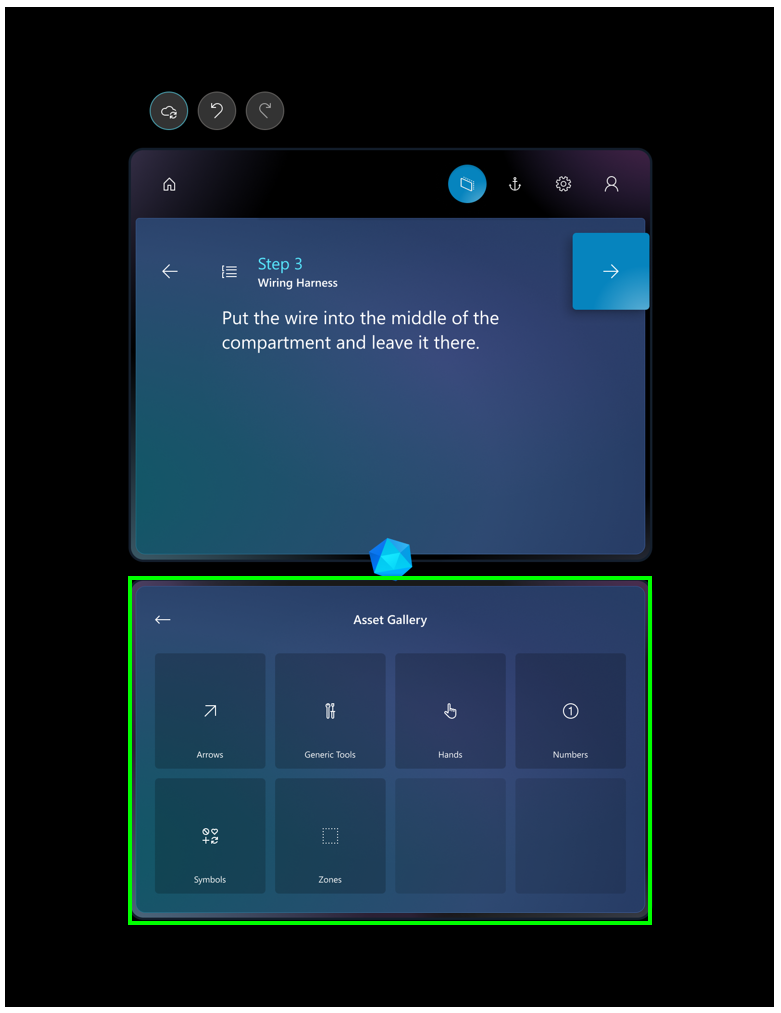 Step 3
Wiring Harness
Put the wire into the middle of the
compartment and leave it there.
Asset Gallery
Arrows
Generic Tools
Hands
1
Numbers
Symbols
Zones